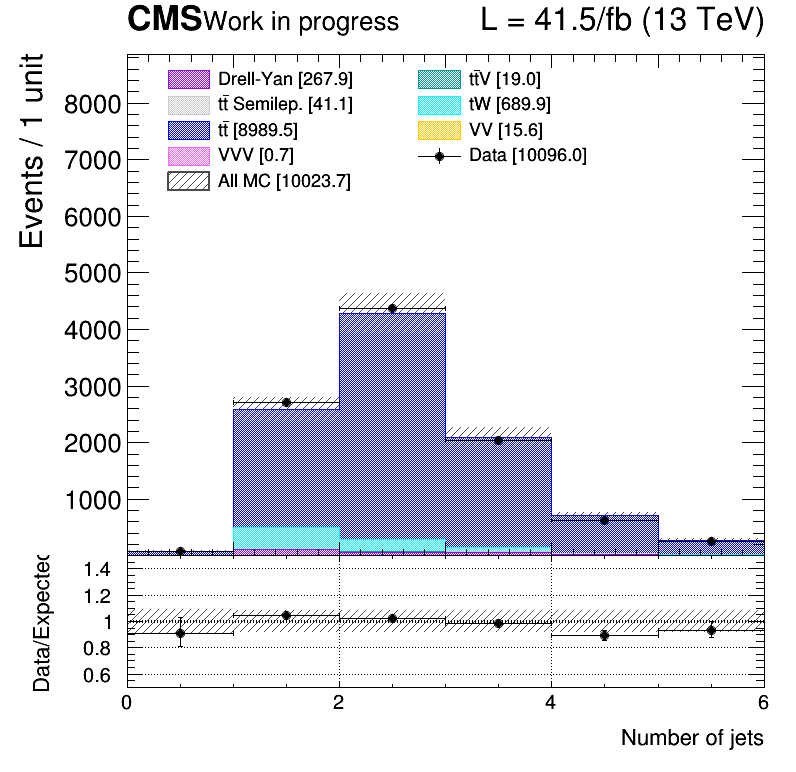 CMS Work in progress L = 41.5/fb (13 TeV)
Events / 1 unit
Drell-Yan [267.9]
tt̄ Semilep. [41.1]
tt̄ [8989.5]
VVV [0.7]
All MC [10023.7]
tt̄V [19.0]
tW [689.9]
VV [15.6]
Data [10096.0]
8000
7000
6000
5000
4000
3000
2000
1000
Data/Expected
1.4
1.2
1
0.8
0.6
0 2 4 6
Number of jets